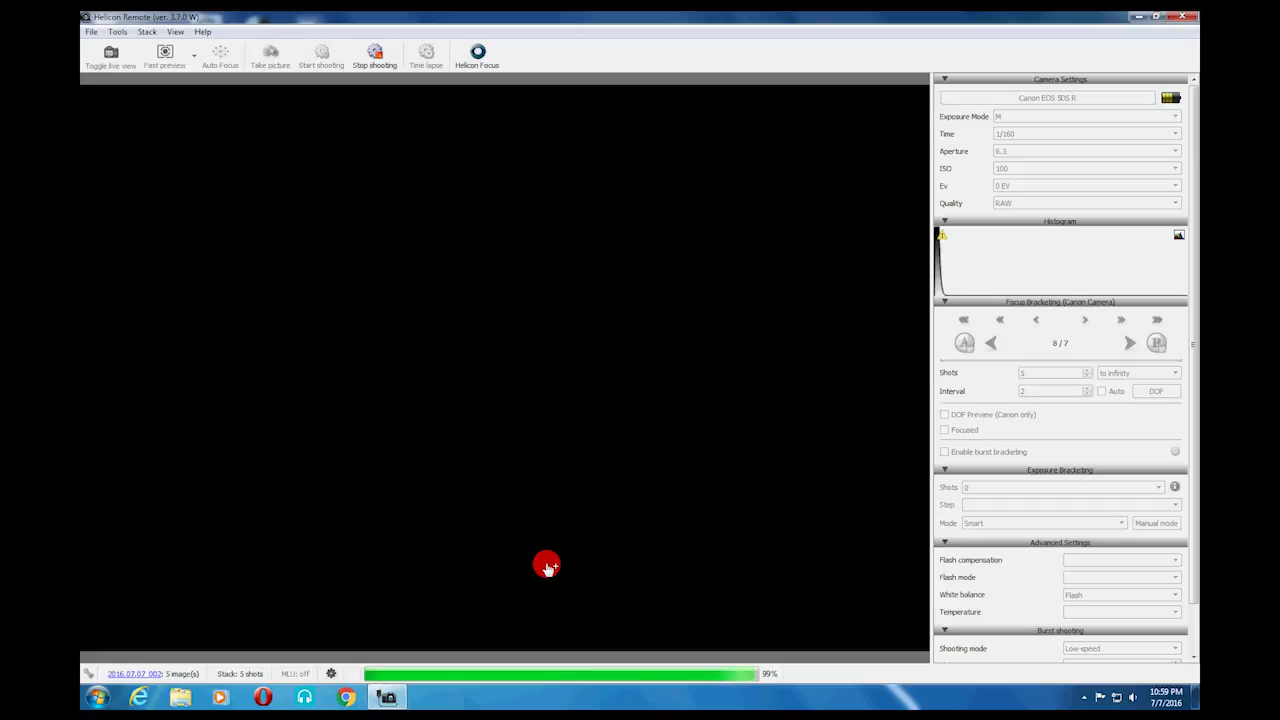 Helicon Remote (ver. 3.7.0 W)
File Tools Stack View Help
Toggle live view Fast preview Auto Focus Take picture Start shooting Stop shooting Time lapse Helicon Focus
Camera Settings
Canon EOS 5DS R
Exposure Mode M
Time 1/160
Aperture 6.3
ISO 100
Ev 0 EV
Quality RAW
Histogram
Focus Bracketing (Canon Camera)
A 8 / 7 B
Shots 5 to infinity
Interval 2 Auto DOF
DOF Preview (Canon only)
Focused
Enable burst bracketing
Exposure Bracketing
Shots 0
Step
Mode Smart Manual mode
Advanced Settings
Flash compensation
Flash mode
White balance Flash
Temperature
Burst shooting
Shooting mode Low-speed
2016.07.07_002: 5 image(s) Stack: 5 shots MLU: off 99%
10:59 PM
7/7/2016